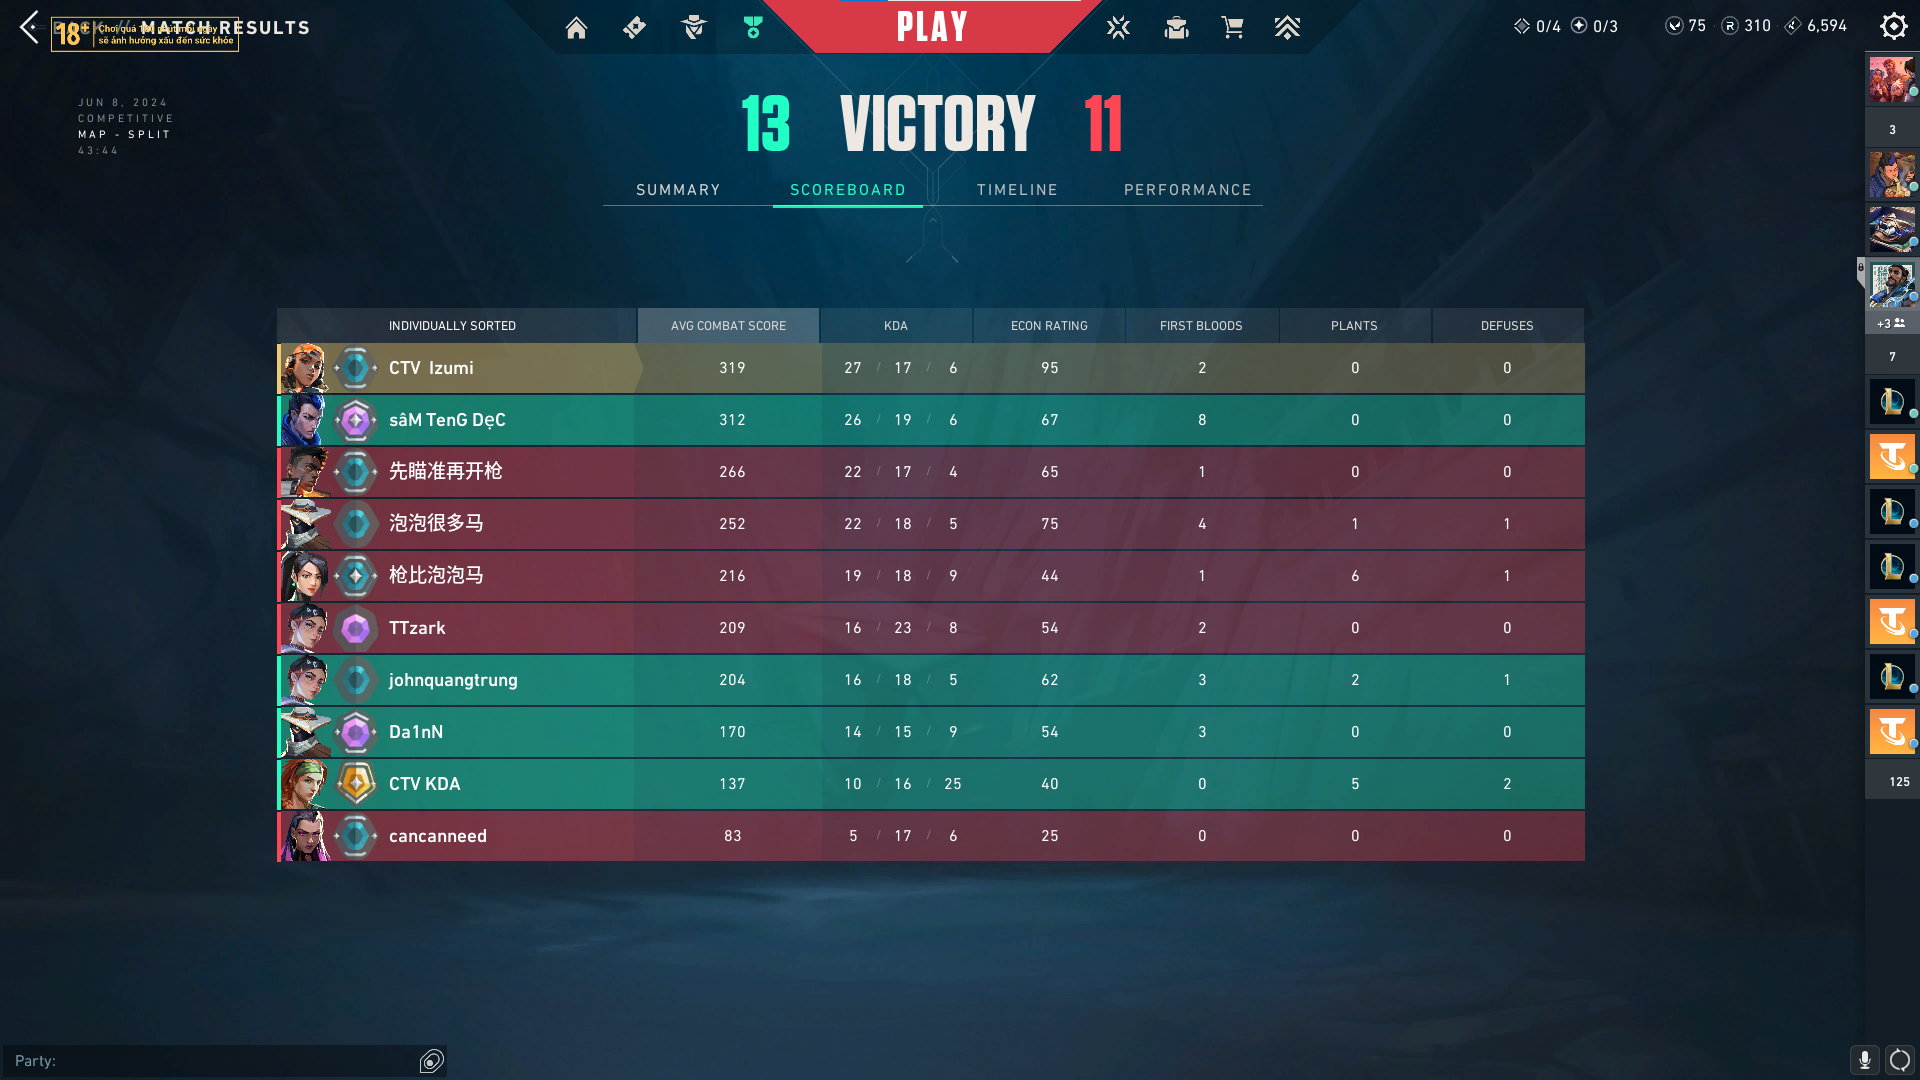 BACK // MATCH RESULTS
18+ Chơi quá 180 phút một ngày
sẽ ảnh hưởng xấu đến sức khỏe
PLAY
0/4 0/3 75 R 310 6,594
JUN 8, 2024
COMPETITIVE
MAP - SPLIT
43:44
13 VICTORY 11
SUMMARY SCOREBOARD TIMELINE PERFORMANCE
INDIVIDUALLY SORTED AVG COMBAT SCORE KDA ECON RATING FIRST BLOODS PLANTS DEFUSES
CTV Izumi 319 27 / 17 / 6 95 2 0 0
sâM TenG DẹC 312 26 / 19 / 6 67 8 0 0
先瞄准再开枪 266 22 / 17 / 4 65 1 0 0
泡泡很多马 252 22 / 18 / 5 75 4 1 1
枪比泡泡马 216 19 / 18 / 9 44 1 6 1
TTzark 209 16 / 23 / 8 54 2 0 0
johnquangtrung 204 16 / 18 / 5 62 3 2 1
Da1nN 170 14 / 15 / 9 54 3 0 0
CTV KDA 137 10 / 16 / 25 40 0 5 2
cancanneed 83 5 / 17 / 6 25 0 0 0
3
+3
7
125
Party: